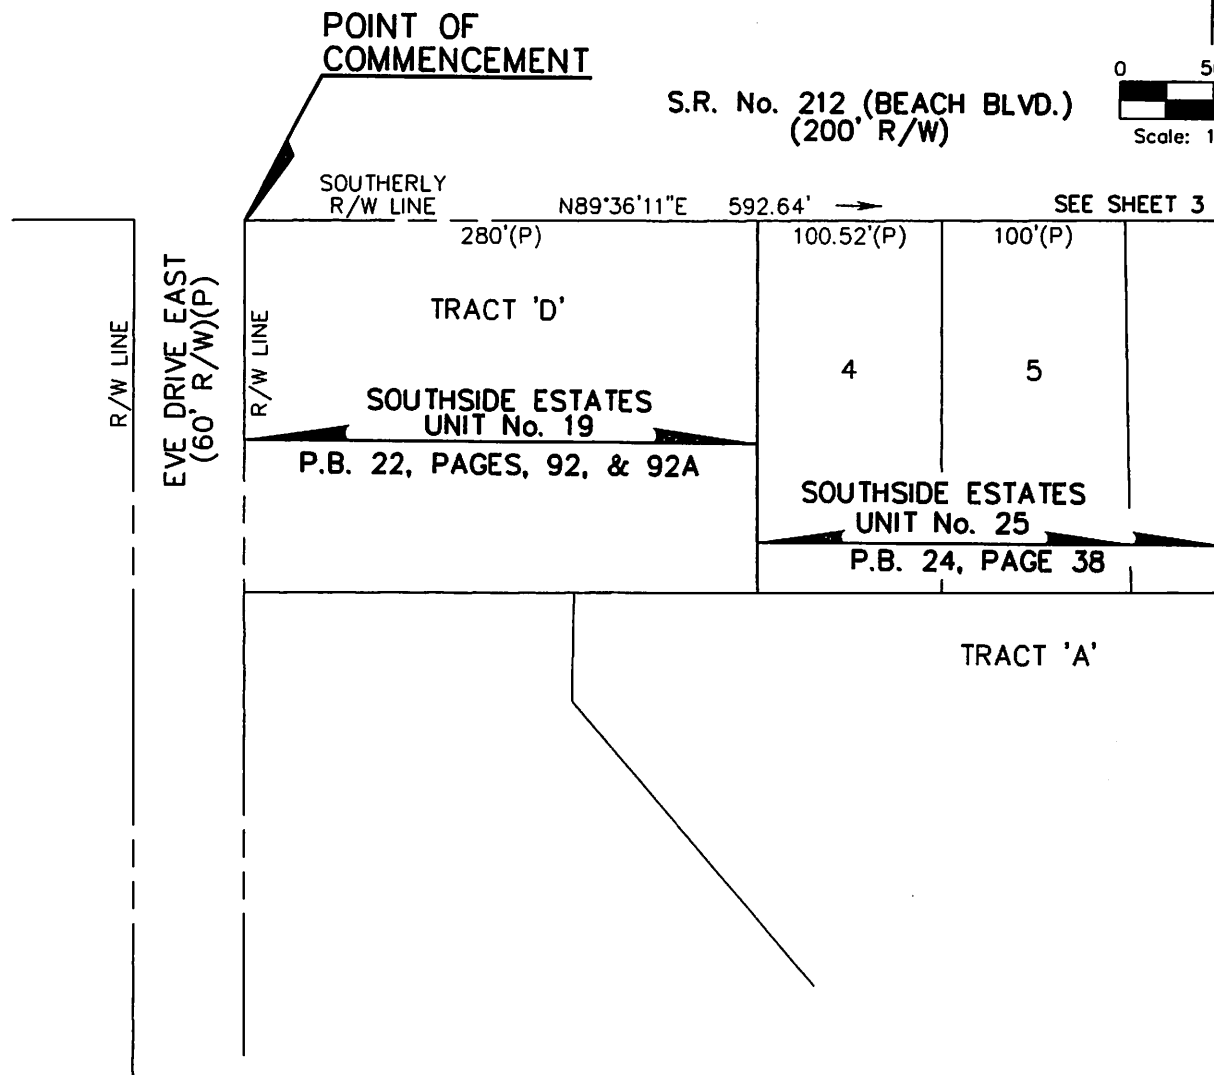 POINT OF
COMMENCEMENT
S.R. No. 212 (BEACH BLVD.)
(200' R/W)
0 5
Scale: 1
SOUTHERLY
R/W LINE
N89°36'11"E 592.64'
SEE SHEET 3
280'(P)
100.52'(P)
100'(P)
TRACT 'D'
4
5
R/W LINE
EVE DRIVE EAST
(60' R/W)(P)
R/W LINE
SOUTHSIDE ESTATES
UNIT No. 19
P.B. 22, PAGES, 92, & 92A
SOUTHSIDE ESTATES
UNIT No. 25
P.B. 24, PAGE 38
TRACT 'A'